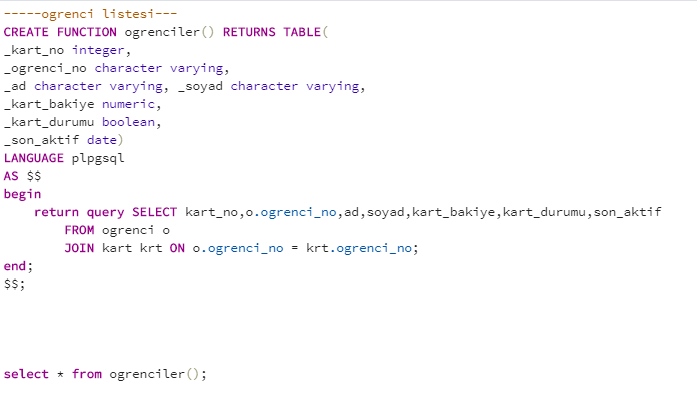 -----ogrenci listesi---
CREATE FUNCTION ogrenciler() RETURNS TABLE(
_kart_no integer,
_ogrenci_no character varying,
_ad character varying, _soyad character varying,
_kart_bakiye numeric,
_kart_durumu boolean,
_son_aktif date)
LANGUAGE plpgsql
AS $$
begin
    return query SELECT kart_no,o.ogrenci_no,ad,soyad,kart_bakiye,kart_durumu,son_aktif
        FROM ogrenci o
        JOIN kart krt ON o.ogrenci_no = krt.ogrenci_no;
end;
$$;
select * from ogrenciler();